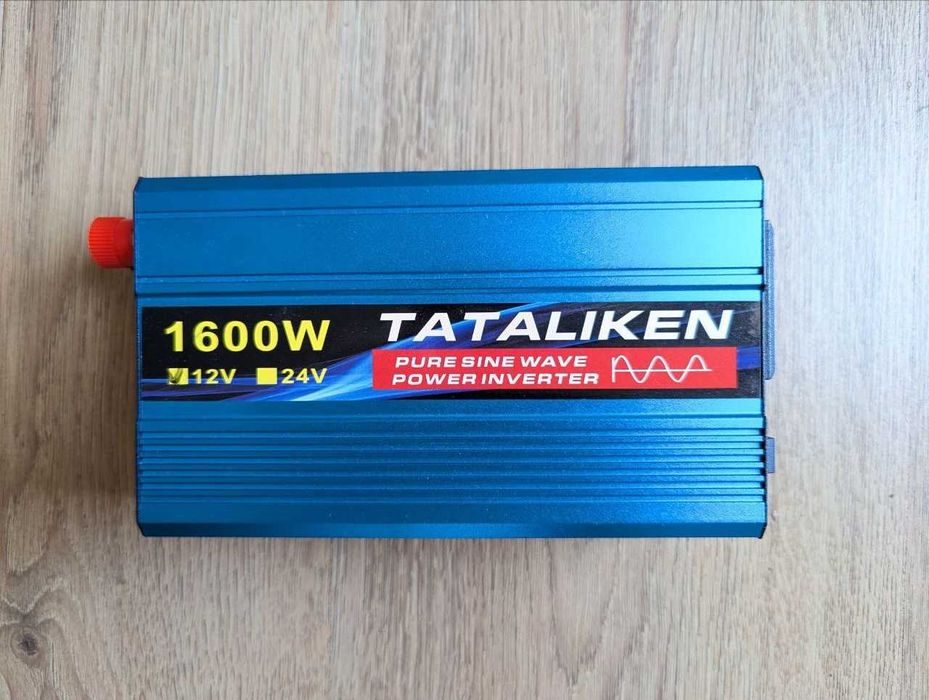 1600W
12V 24V
TATALIKEN
PURE SINE WAVE
POWER INVERTER